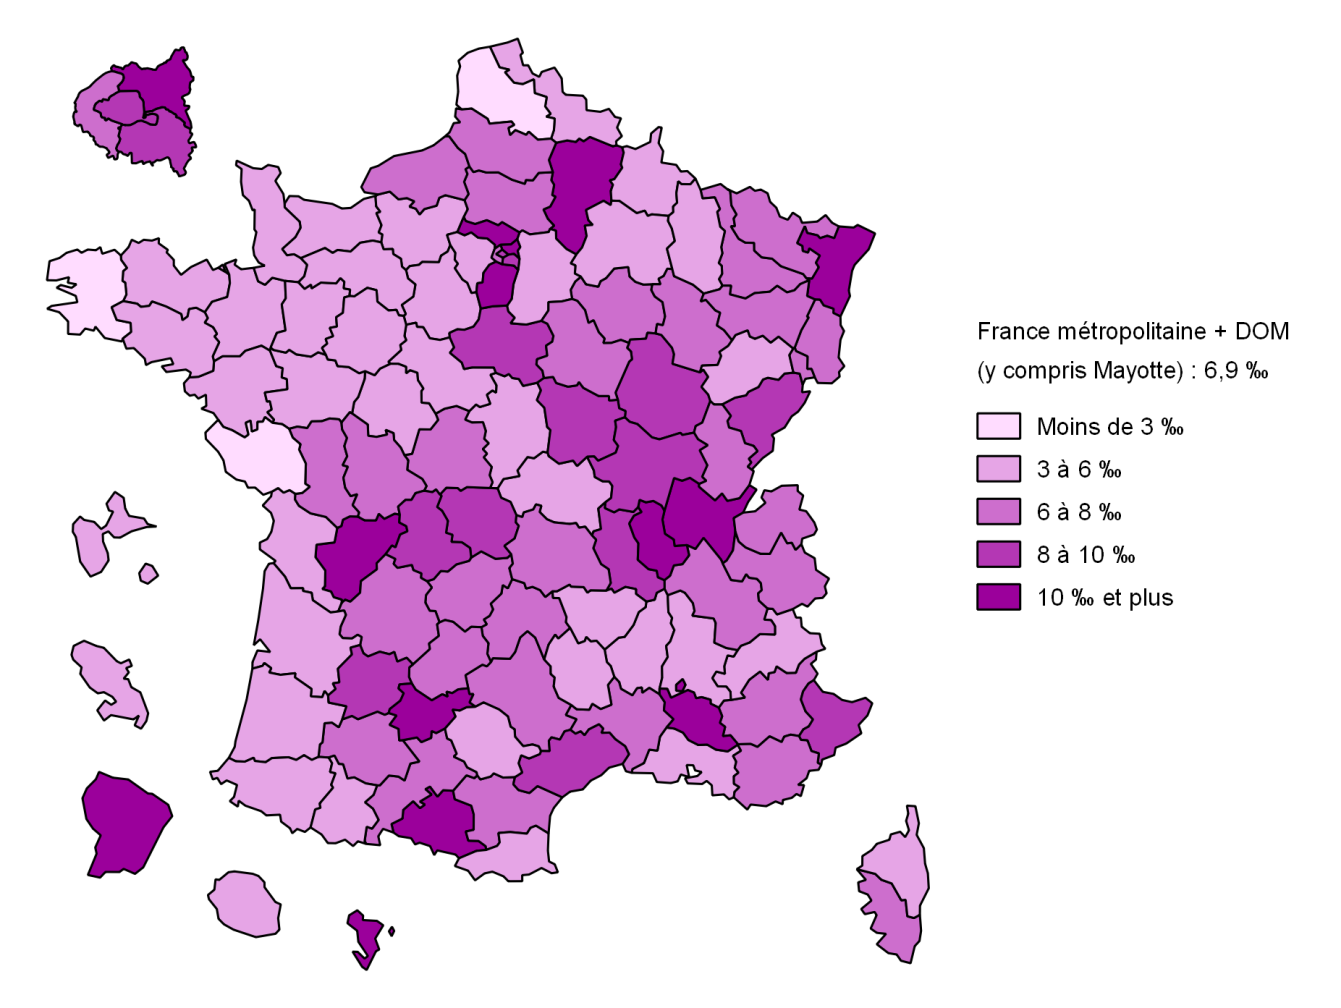 France métropolitaine + DOM
(y compris Mayotte) : 6,9 ‰
Moins de 3 ‰
3 à 6 ‰
6 à 8 ‰
8 à 10 ‰
10 ‰ et plus